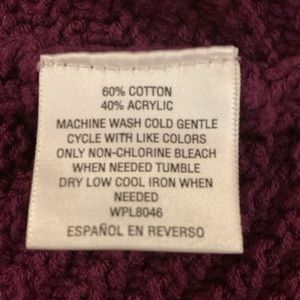 60% COTTON
40% ACRYLIC
MACHINE WASH COLD GENTLE
CYCLE WITH LIKE COLORS
ONLY NON-CHLORINE BLEACH
WHEN NEEDED TUMBLE
DRY LOW COOL IRON WHEN
NEEDED
WPL8046
ESPAÑOL EN REVERSO